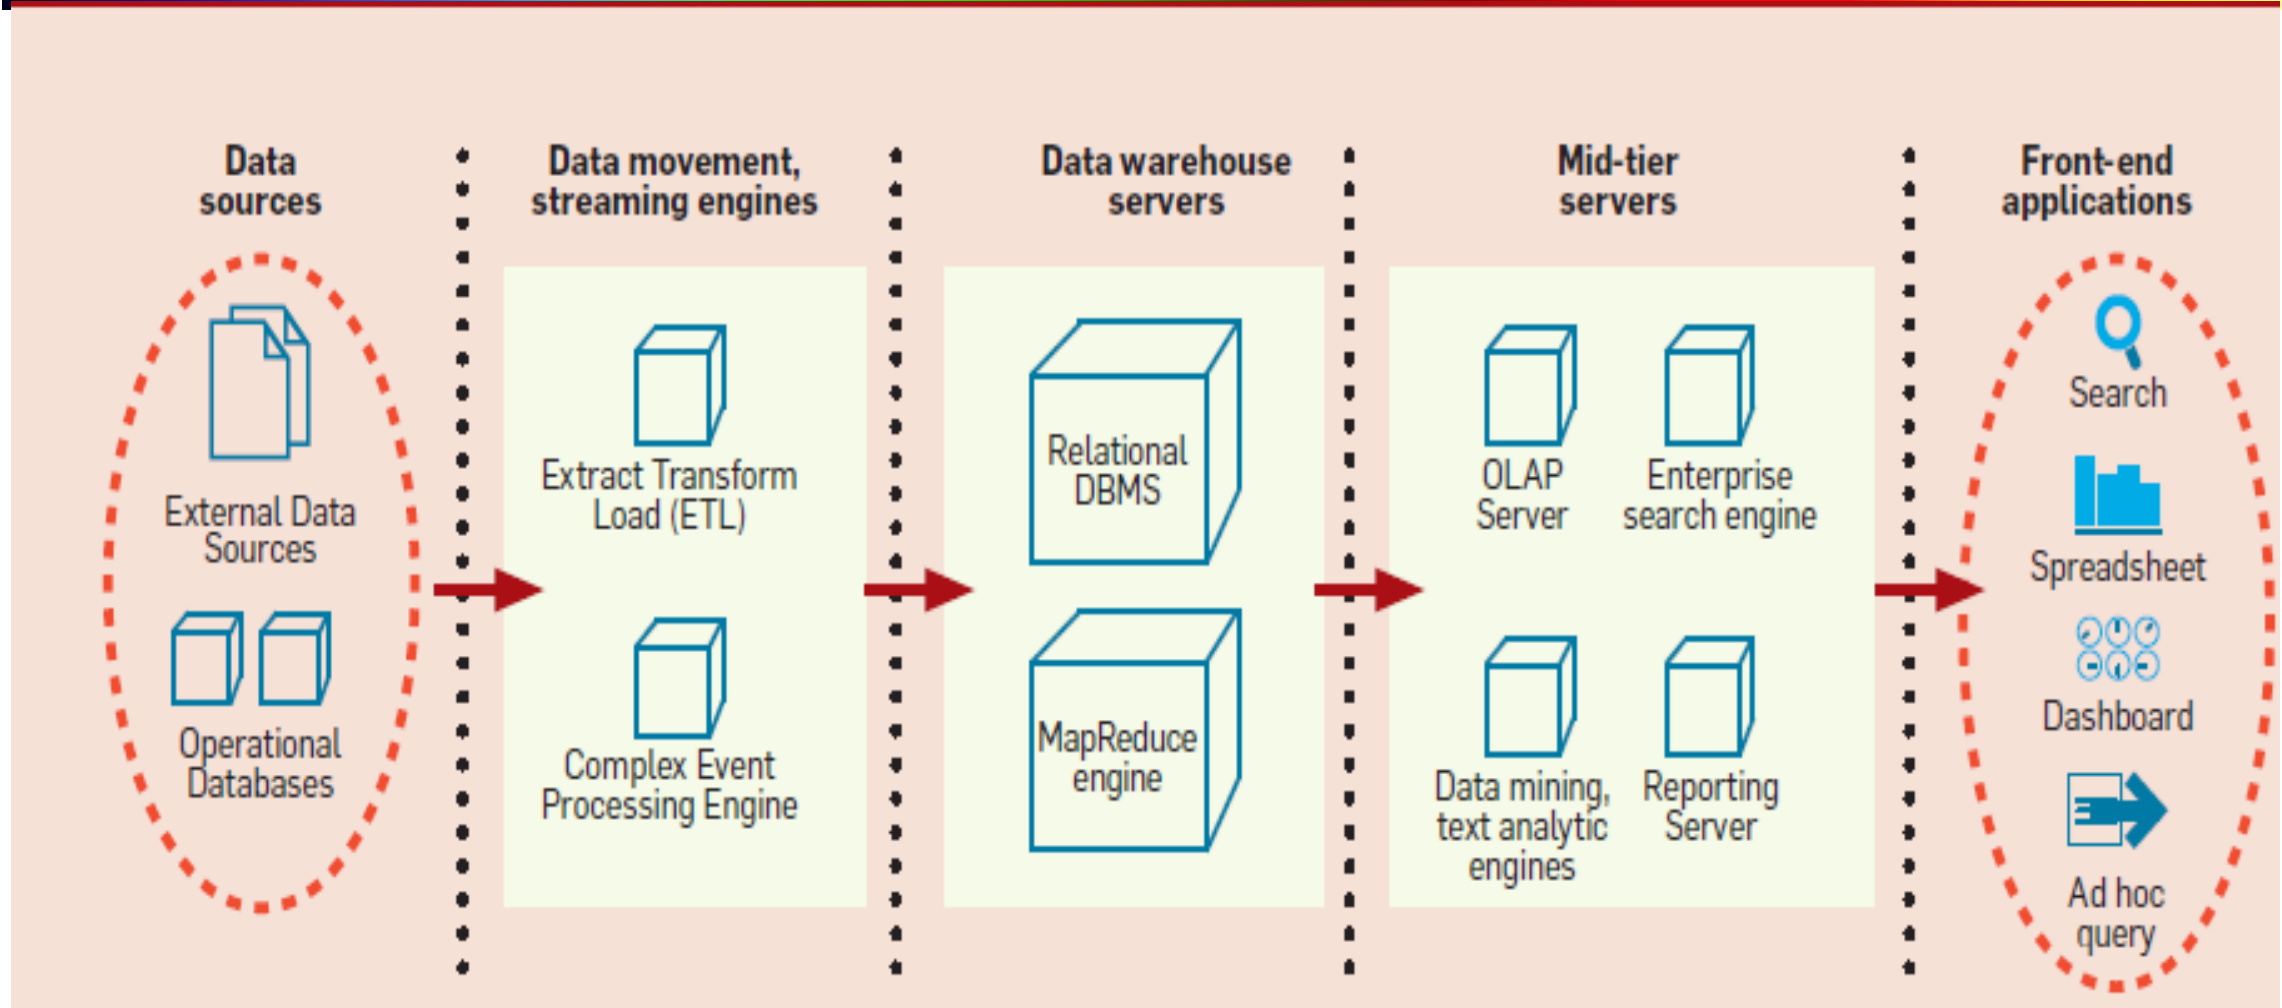 Data
sources
Data movement,
streaming engines
Data warehouse
servers
Mid-tier
servers
Front-end
applications
External Data
Sources
Operational
Databases
Extract Transform
Load (ETL)
Complex Event
Processing Engine
Relational
DBMS
MapReduce
engine
OLAP
Server
Enterprise
search engine
Data mining,
text analytic
engines
Reporting
Server
Search
Spreadsheet
Dashboard
Ad hoc
query